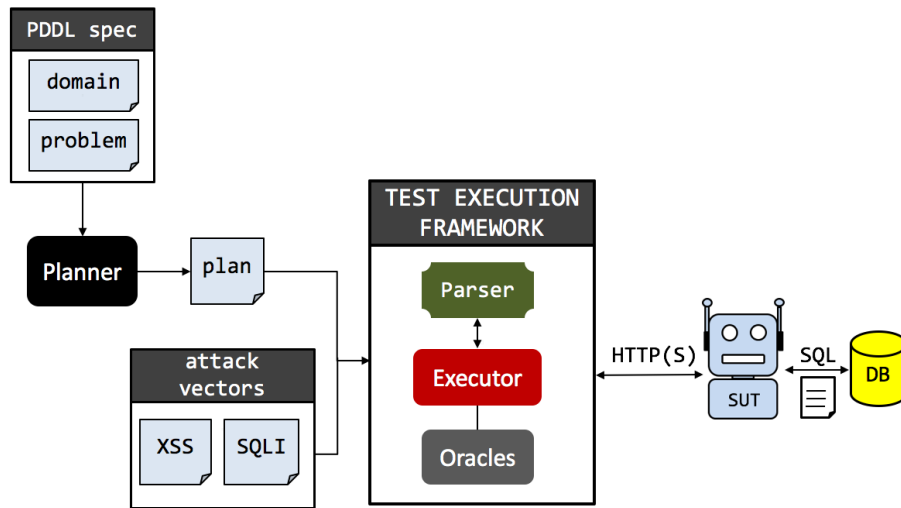 PDDL spec
domain
problem
Planner
plan
attack
vectors
XSS
SQLI
TEST EXECUTION
FRAMEWORK
Parser
Executor
Oracles
HTTP(S)
SUT
SQL
DB